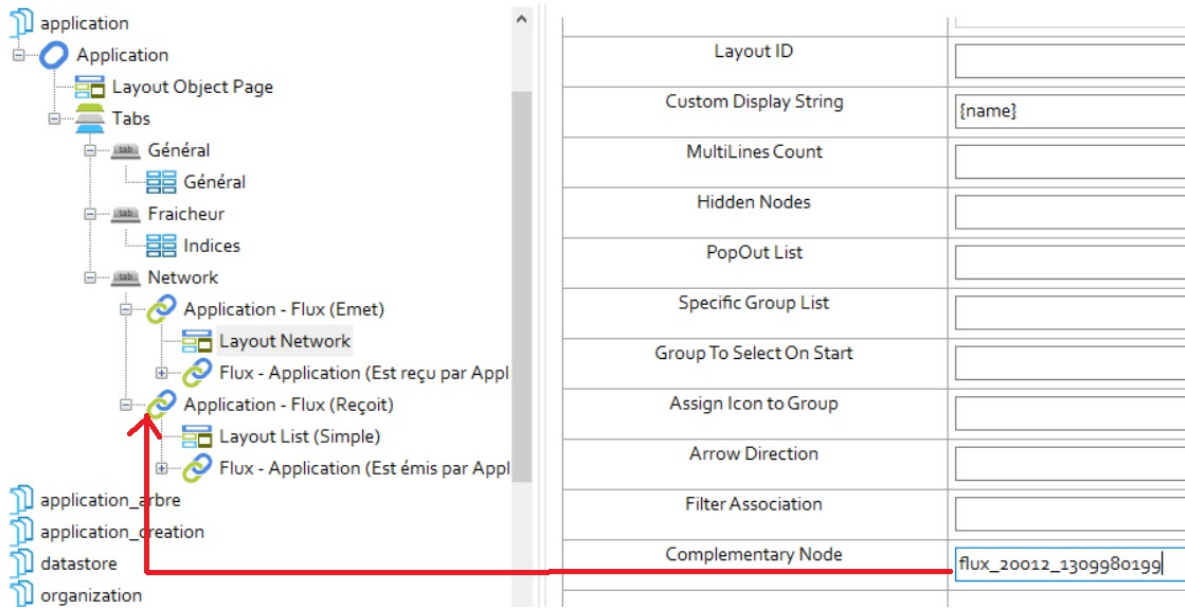 application
Application
Layout Object Page
Tabs
tab Général
Général
tab Fraicheur
Indices
tab Network
Application - Flux (Emet)
Layout Network
Flux - Application (Est reçu par Appl
Application - Flux (Reçoit)
Layout List (Simple)
Flux - Application (Est émis par Appl
application_arbre
application_creation
datastore
organization
Layout ID
Custom Display String {name}
MultiLines Count
Hidden Nodes
PopOut List
Specific Group List
Group To Select On Start
Assign Icon to Group
Arrow Direction
Filter Association
Complementary Node flux_20012_1309980199